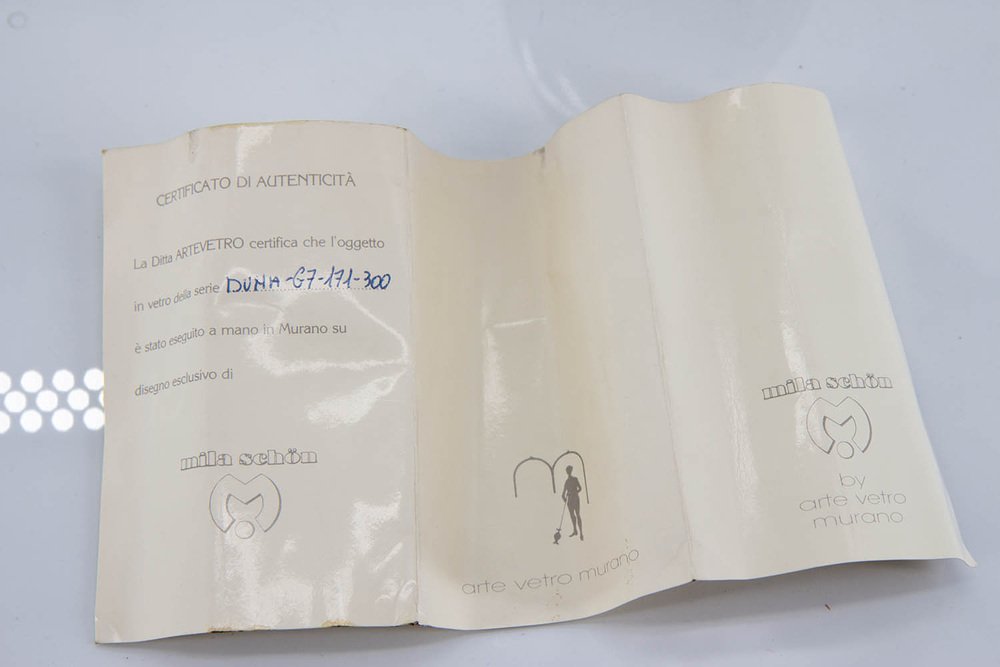 CERTIFICATO DI AUTENTICITÀ
La Ditta ARTEVETRO certifica che l'oggetto
in vetro della serie DUNA-G7-171-300
è stato eseguito a mano in Murano su
disegno esclusivo di
mila schön
arte vetro murano
mila schön
by
arte vetro
murano